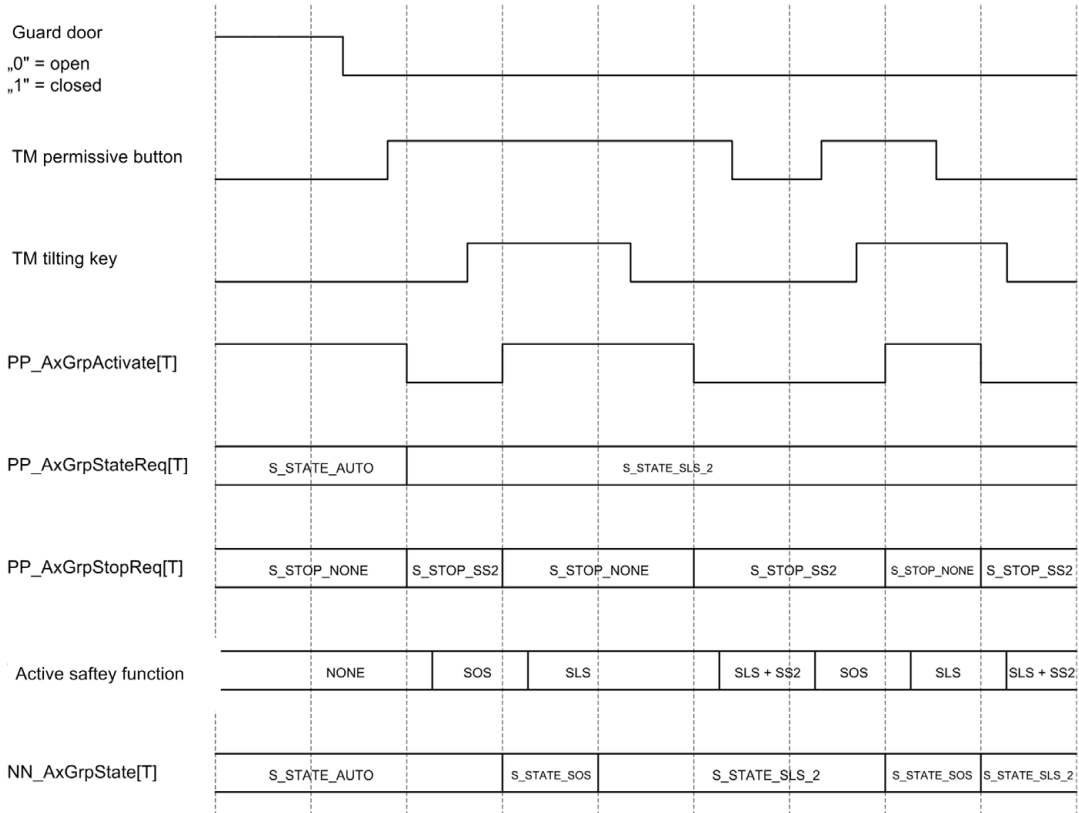 Guard door
„0" = open
„1" = closed
TM permissive button
TM tilting key
PP_AxGrpActivate[T]
PP_AxGrpStateReq[T]
S_STATE_AUTO
S_STATE_SLS_2
PP_AxGrpStopReq[T]
S_STOP_NONE
S_STOP_SS2
S_STOP_NONE
S_STOP_SS2
S_STOP_NONE
S_STOP_SS2
Active saftey function
NONE
SOS
SLS
SLS + SS2
SOS
SLS
SLS + SS2
NN_AxGrpState[T]
S_STATE_AUTO
S_STATE_SOS
S_STATE_SLS_2
S_STATE_SOS
S_STATE_SLS_2